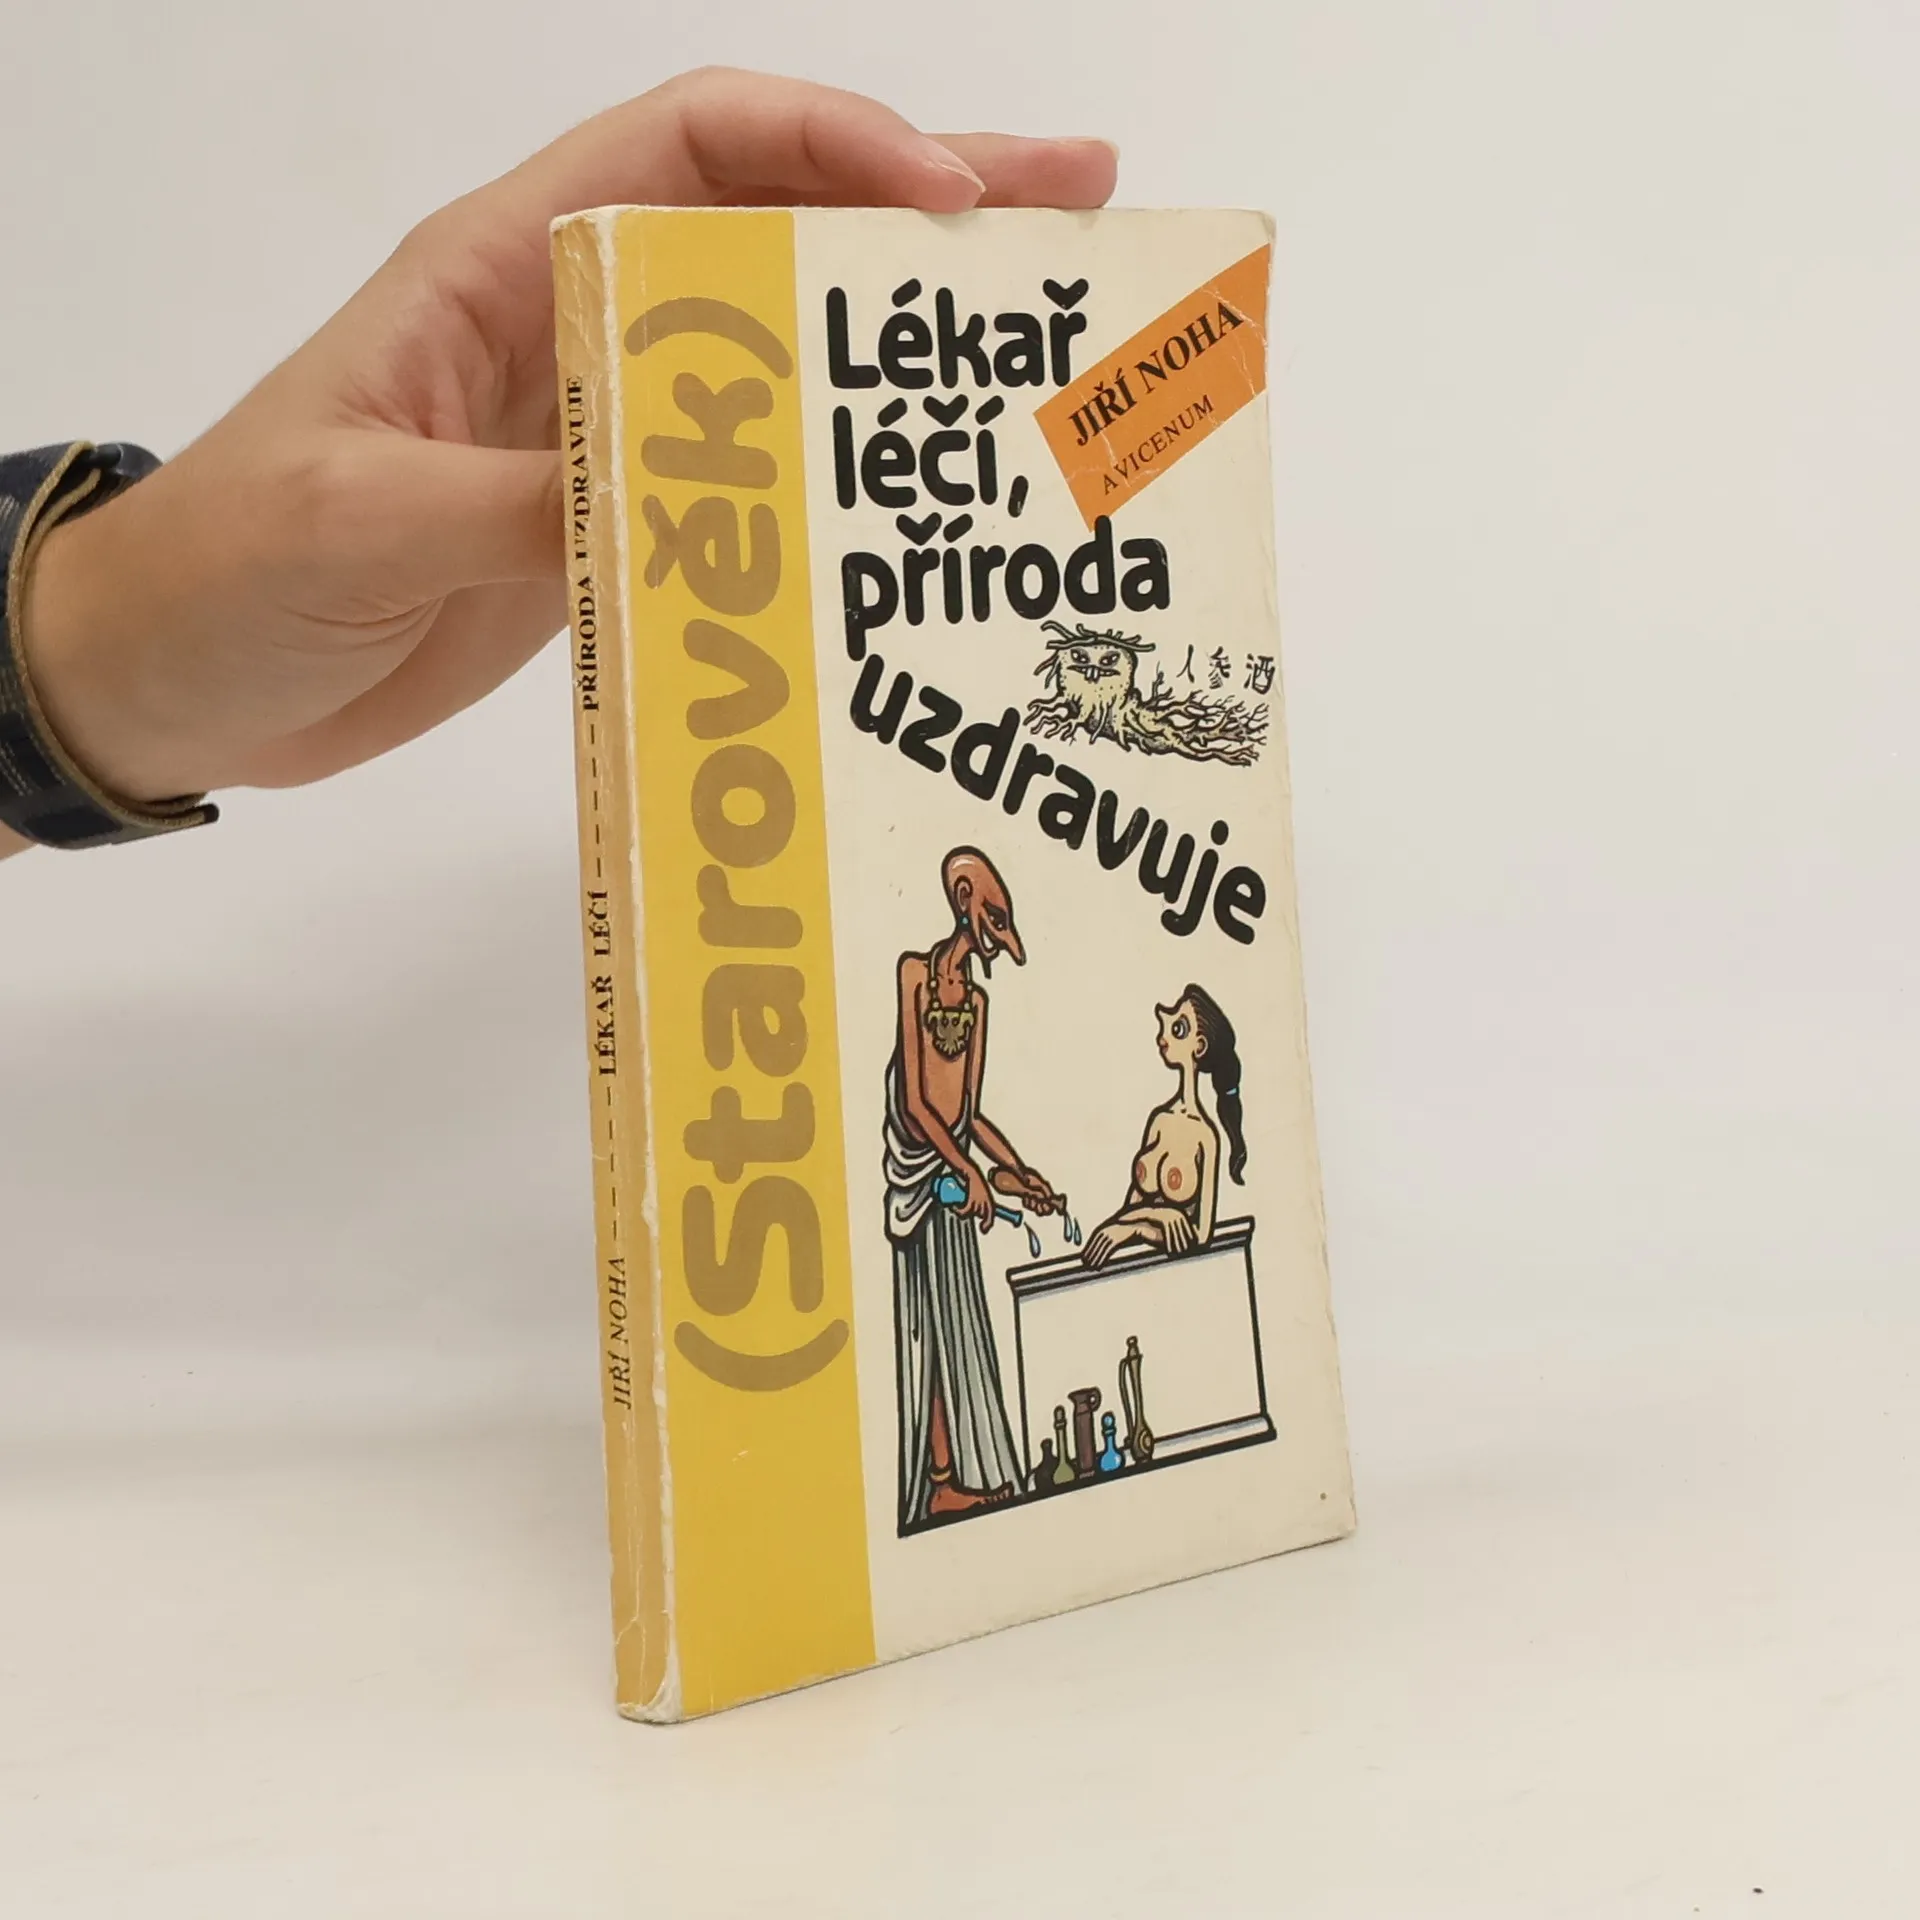 JIŘÍ NOHA — — — — — LÉKAŘ LÉČÍ — — — — — PŘÍRODA UZDRAVUJE
(Starověk)
Lékař
léčí,
příroda
uzdravuje
JIŘÍ NOHA
AVICENUM
人参酒